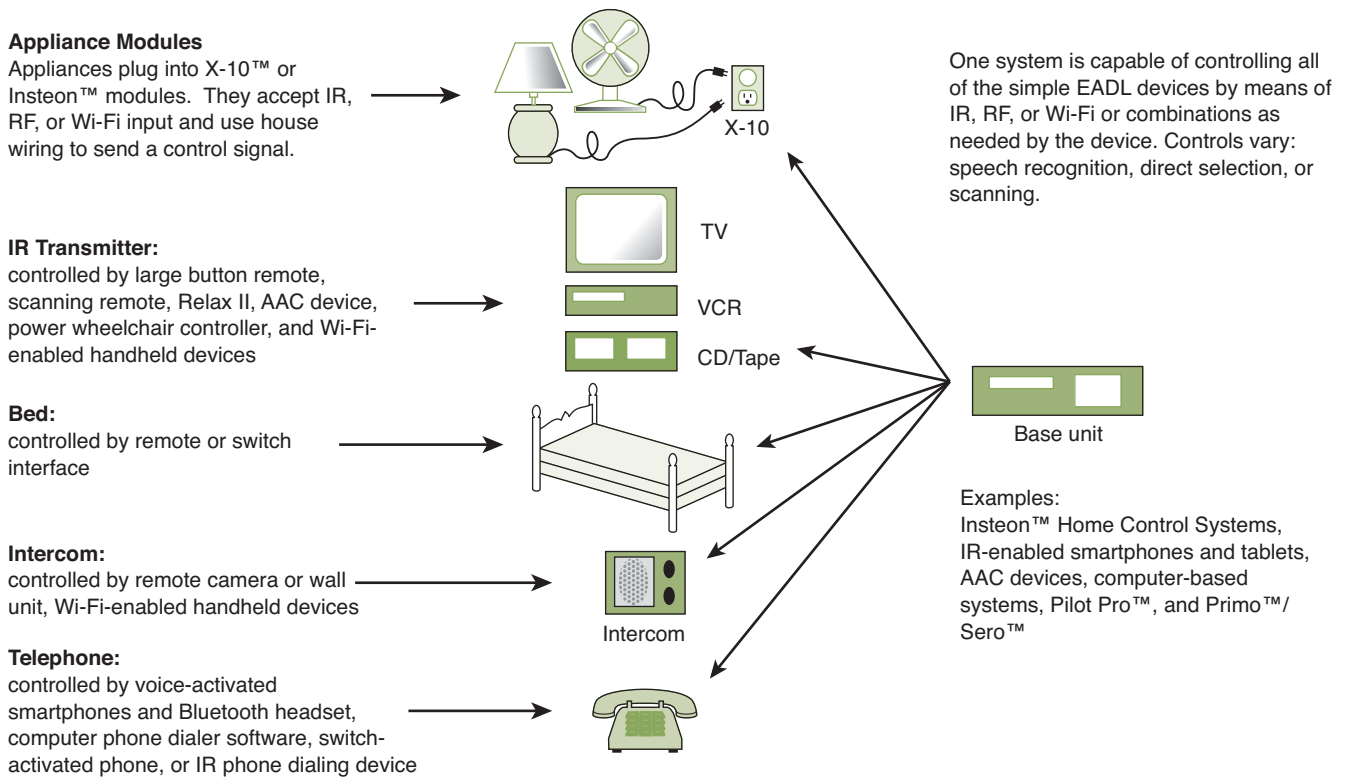 Appliance Modules
Appliances plug into X-10™ or
Insteon™ modules.  They accept IR,
RF, or Wi-Fi input and use house
wiring to send a control signal.
X-10
One system is capable of controlling all
of the simple EADL devices by means of
IR, RF, or Wi-Fi or combinations as
needed by the device. Controls vary:
speech recognition, direct selection, or
scanning.
IR Transmitter:
controlled by large button remote,
scanning remote, Relax II, AAC device,
power wheelchair controller, and Wi-Fi-
enabled handheld devices
TV
VCR
CD/Tape
Bed:
controlled by remote or switch
interface
Base unit
Examples:
Insteon™ Home Control Systems,
IR-enabled smartphones and tablets,
AAC devices, computer-based
systems, Pilot Pro™, and Primo™/
Sero™
Intercom:
controlled by remote camera or wall
unit, Wi-Fi-enabled handheld devices
Intercom
Telephone:
controlled by voice-activated
smartphones and Bluetooth headset,
computer phone dialer software, switch-
activated phone, or IR phone dialing device